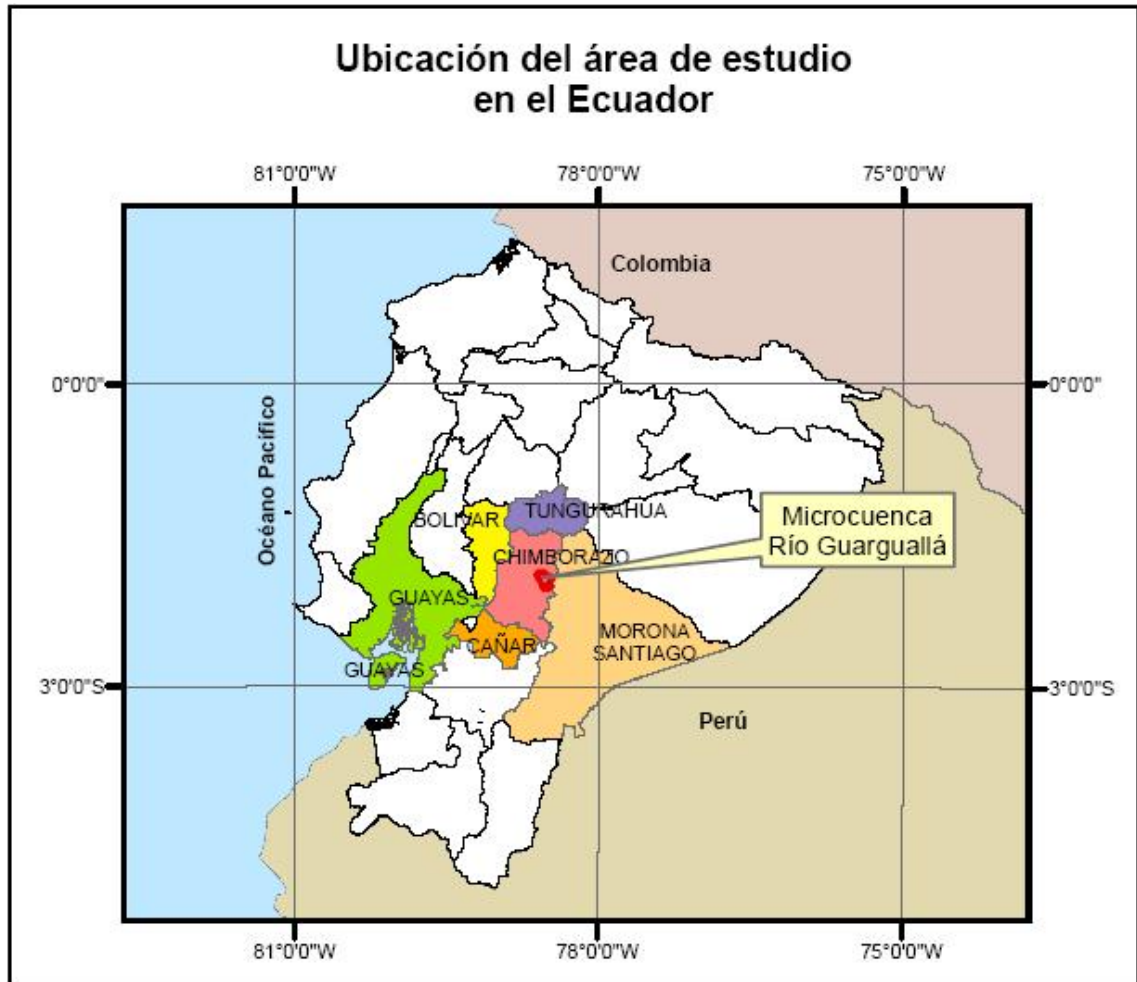 Ubicación del área de estudio
en el Ecuador
81°0'0"W
78°0'0"W
75°0'0"W
Colombia
0°0'0"
0°0'0"
Océano Pacífico
TUNGURAHUA
BOLIVAR
Microcuenca
Río Guarguallá
CHIMBORAZO
GUAYAS
MORONA
SANTIAGO
CAÑAR
GUAYAS
3°0'0"S
3°0'0"S
Perú
81°0'0"W
78°0'0"W
75°0'0"W